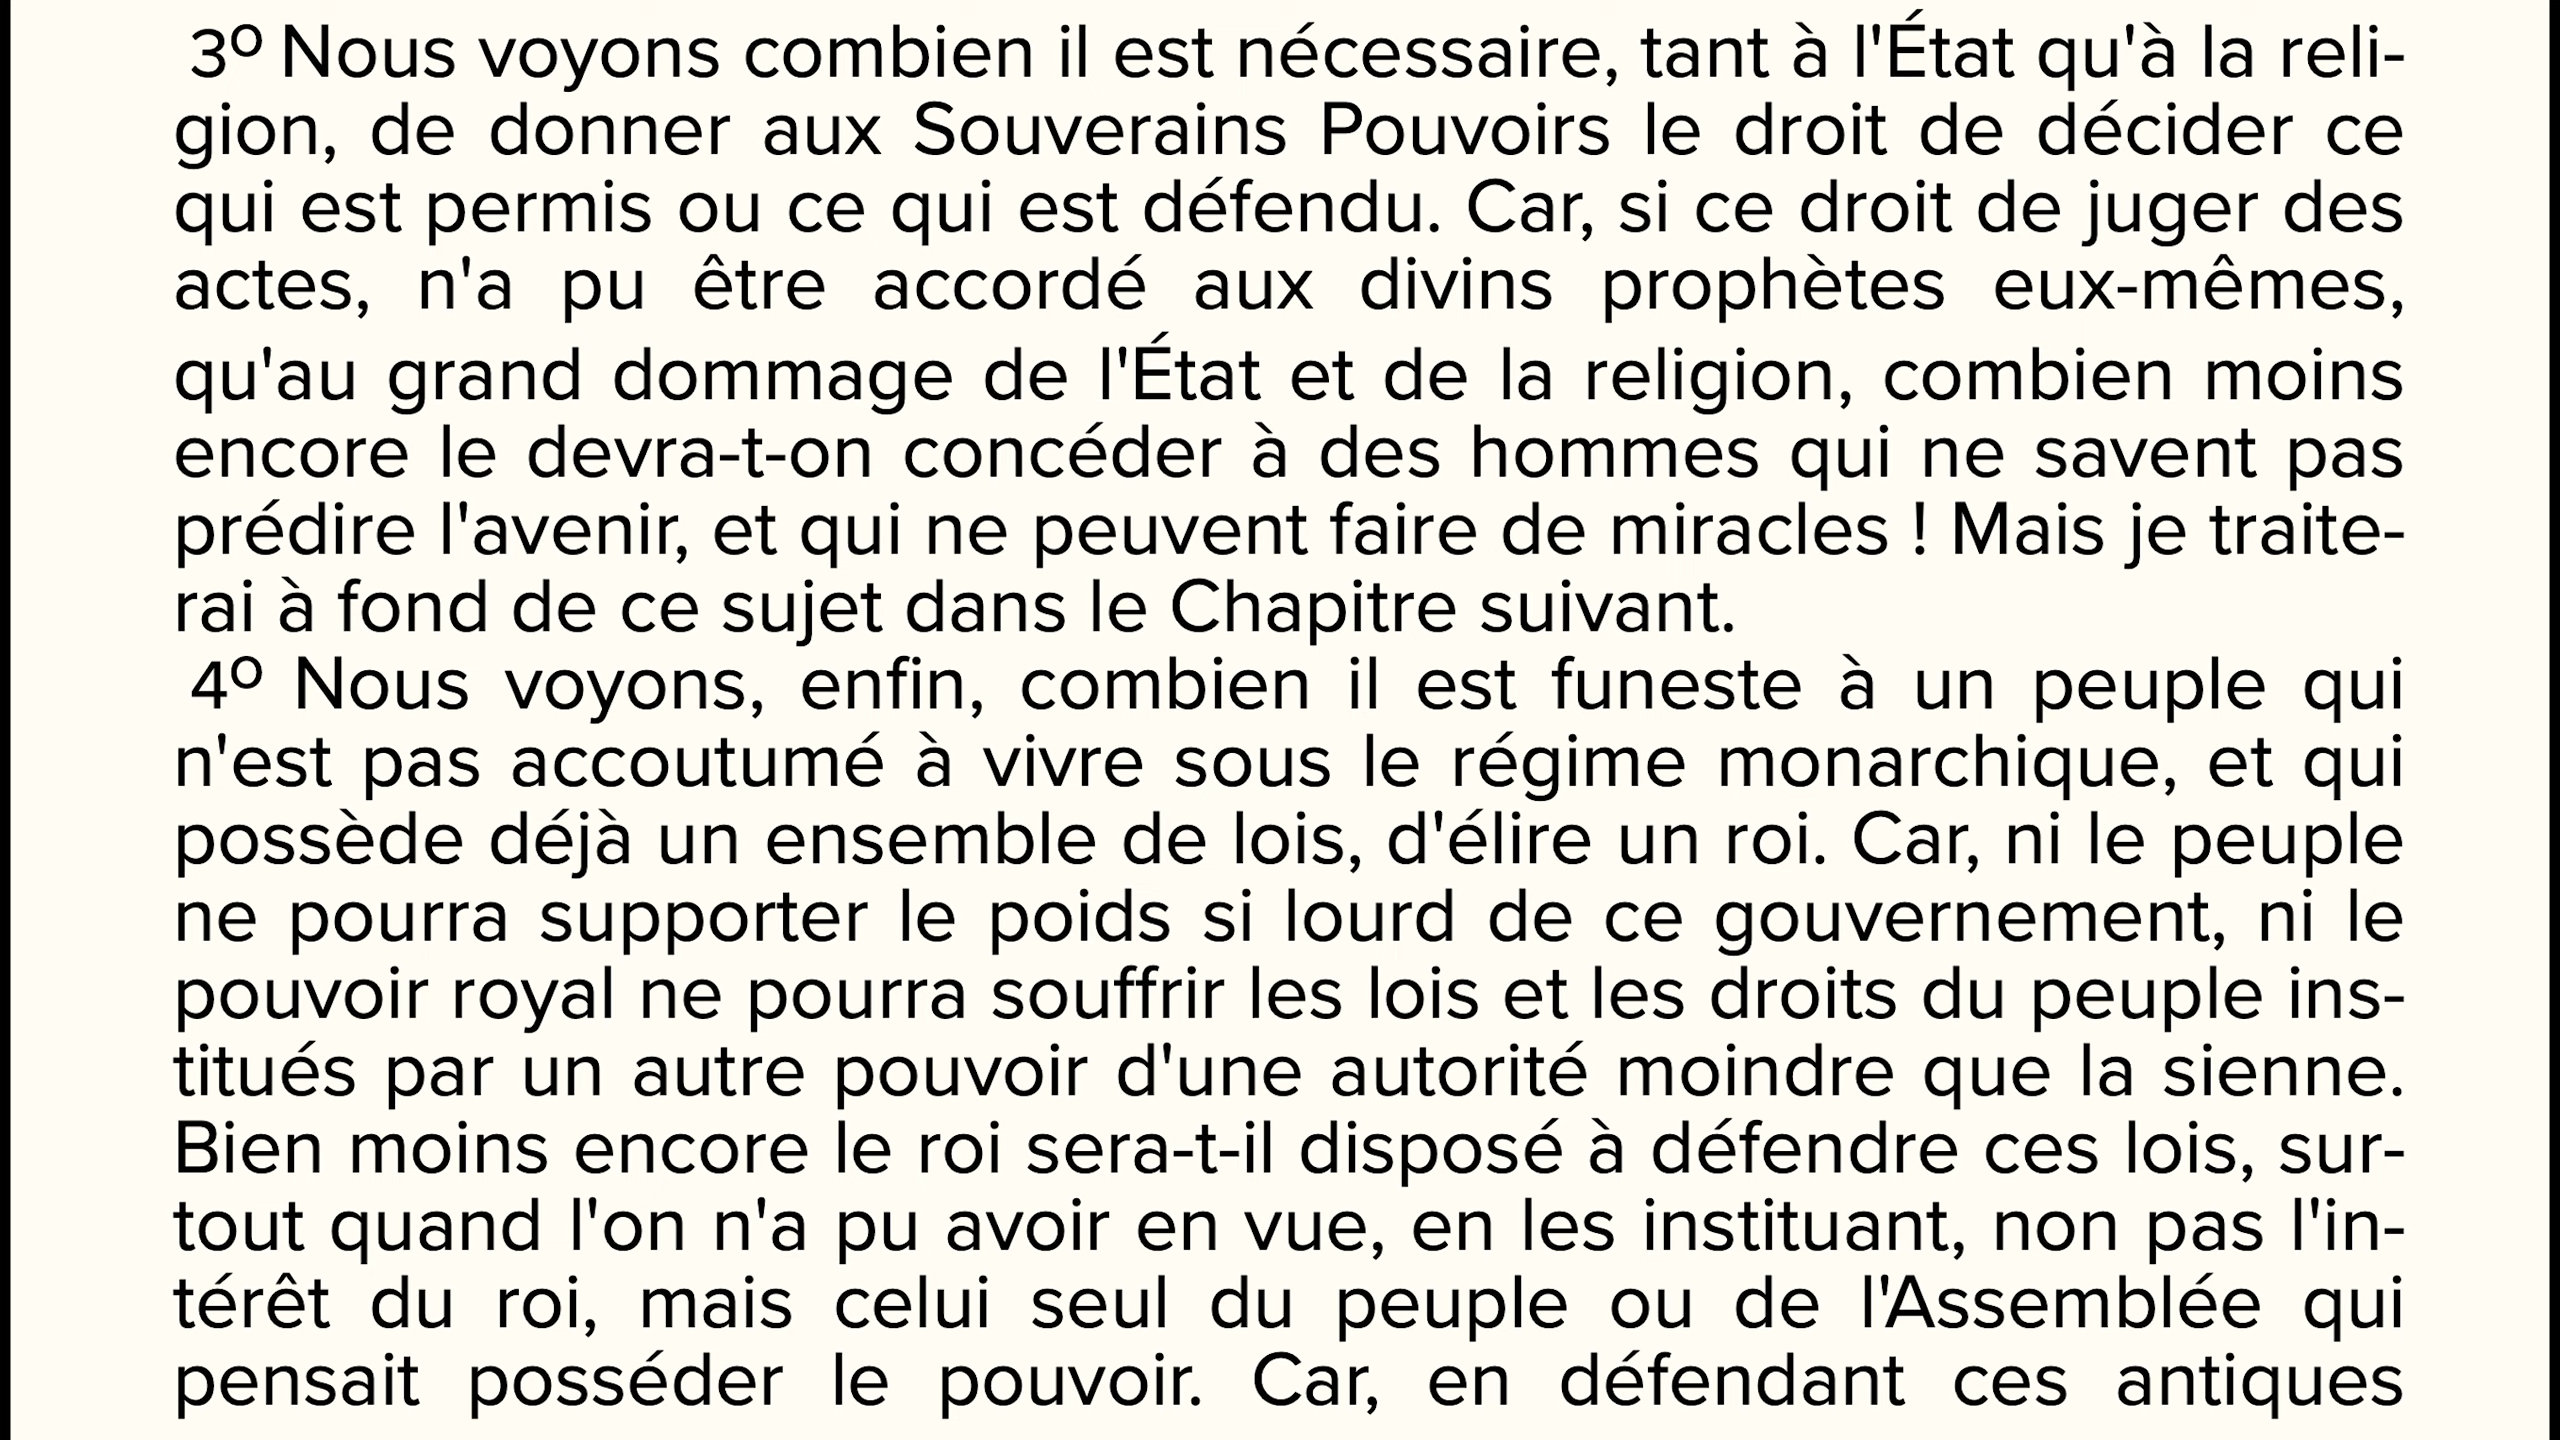 3º Nous voyons combien il est nécessaire, tant à l'État qu'à la reli-
gion, de donner aux Souverains Pouvoirs le droit de décider ce
qui est permis ou ce qui est défendu. Car, si ce droit de juger des
actes, n'a pu être accordé aux divins prophètes eux-mêmes,
qu'au grand dommage de l'État et de la religion, combien moins
encore le devra-t-on concéder à des hommes qui ne savent pas
prédire l'avenir, et qui ne peuvent faire de miracles ! Mais je traite-
rai à fond de ce sujet dans le Chapitre suivant.
4º Nous voyons, enfin, combien il est funeste à un peuple qui
n'est pas accoutumé à vivre sous le régime monarchique, et qui
possède déjà un ensemble de lois, d'élire un roi. Car, ni le peuple
ne pourra supporter le poids si lourd de ce gouvernement, ni le
pouvoir royal ne pourra souffrir les lois et les droits du peuple ins-
titués par un autre pouvoir d'une autorité moindre que la sienne.
Bien moins encore le roi sera-t-il disposé à défendre ces lois, sur-
tout quand l'on n'a pu avoir en vue, en les instituant, non pas l'in-
térêt du roi, mais celui seul du peuple ou de l'Assemblée qui
pensait posséder le pouvoir. Car, en défendant ces antiques